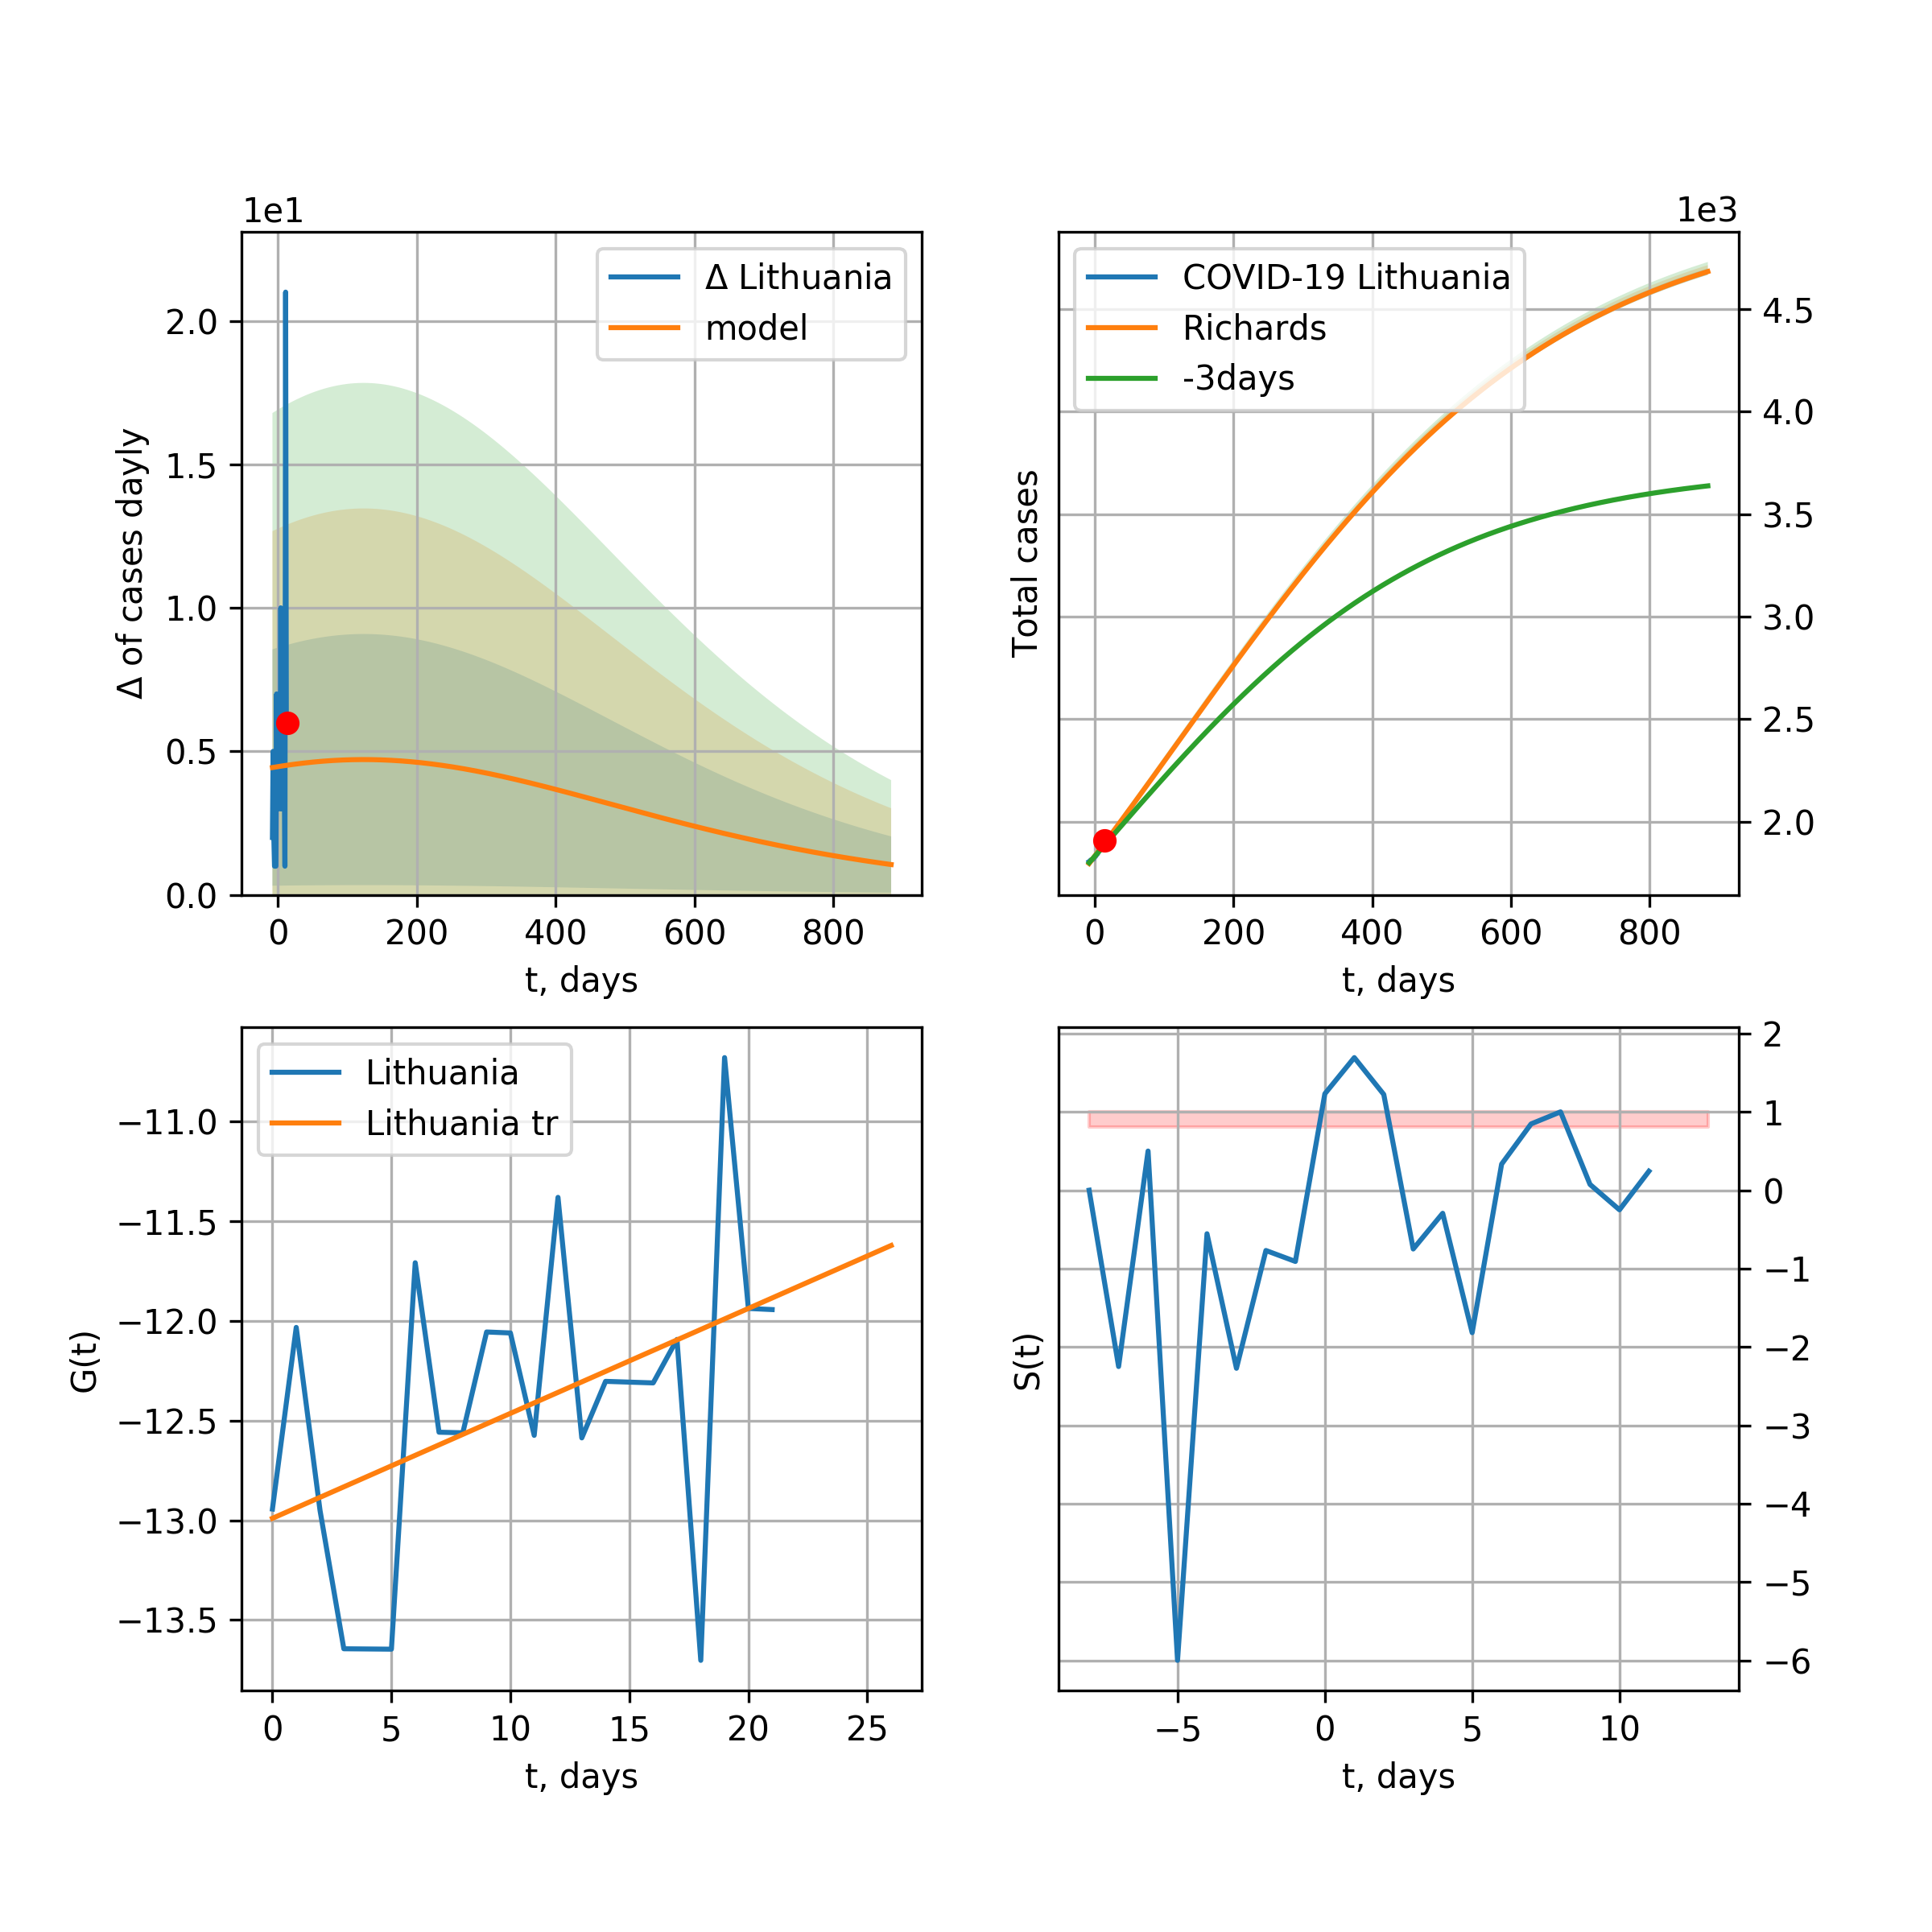 1e1
Δ Lithuania
model
2.0
1.5
1.0
0.5
0.0
Δ of cases dayly
0 200 400 600 800
t, days
1e3
COVID-19 Lithuania
Richards
-3days
4.5
4.0
3.5
3.0
2.5
2.0
Total cases
0 200 400 600 800
t, days
Lithuania
Lithuania tr
−11.0
−11.5
−12.0
−12.5
−13.0
−13.5
G(t)
0 5 10 15 20 25
t, days
2
1
0
−1
−2
−3
−4
−5
−6
S(t)
−5 0 5 10
t, days